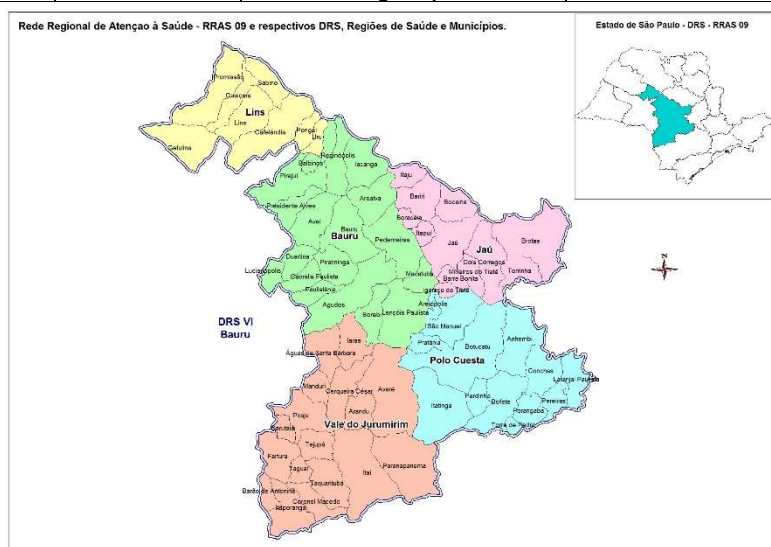 Rede Regional de Atençao à Saúde - RRAS 09 e respectivos DRS, Regiões de Saúde e Municípios.
Estado de São Paulo - DRS - RRAS 09
Promissão
Sabino
Guaiçara
Lins
Lins
Cafelândia
Getulina
Pongaí
Uru
Balbinos
Reginópolis
Iacanga
Pirajuí
Presidente Alves
Arealva
Avaí
Bauru
Bauru
Pederneiras
Duartina
Piratininga
Lucianópolis
Cabrália Paulista
Paulistânia
Agudos
Macatuba
Borebi
Lençóis Paulista
Itaju
Bariri
Bocaina
Boracéia
Itapuí
Jaú
Jaú
Brotas
Dois Córregos
Mineiros do Tietê
Barra Bonita
Torrinha
Igaraçu do Tietê
Areiópolis
São Manuel
Pratânia
Botucatu
Anhembi
Polo Cuesta
Conchas
Laranjal Paulista
Itatinga
Pardinho
Bofete
Pereiras
Porangaba
Torre de Pedra
DRS VI
Bauru
Iaras
Águas de Santa Bárbara
Manduri
Cerqueira César
Avaré
Piraju
Arandu
Vale do Jurumirim
Sarutaiá
Tejupá
Fartura
Taguaí
Taquarituba
Itaí
Paranapanema
Barão de Antonina
Coronel Macedo
Itaporanga
N